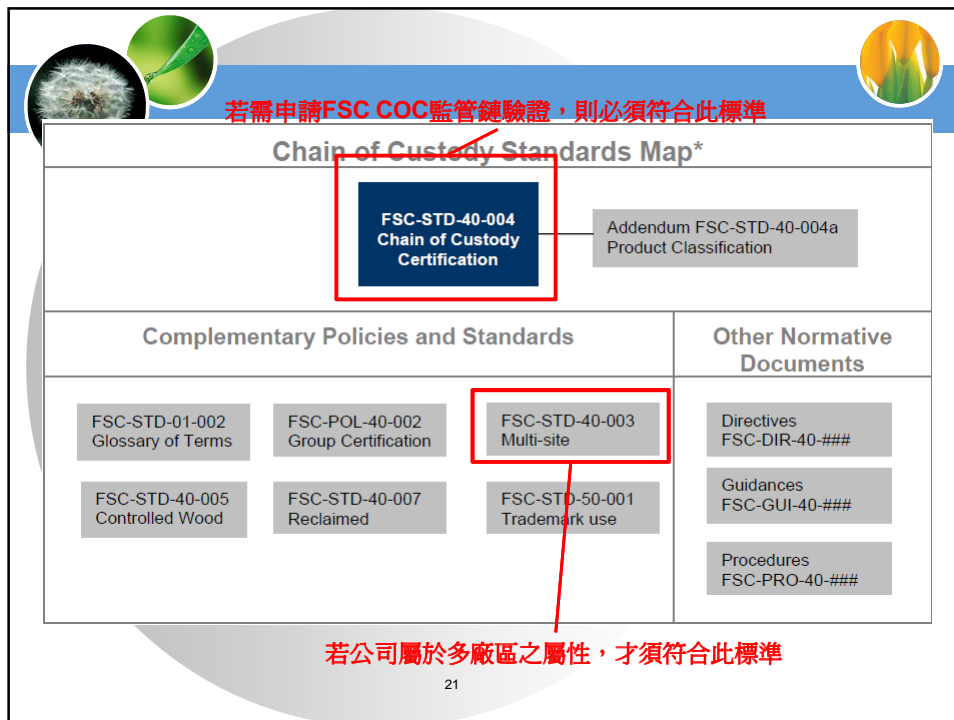 若需申請FSC COC監管鏈驗證，則必須符合此標準
Chain of Custody Standards Map*
FSC-STD-40-004
Chain of Custody
Certification
Addendum FSC-STD-40-004a
Product Classification
Complementary Policies and Standards
Other Normative
Documents
FSC-STD-01-002
Glossary of Terms
FSC-POL-40-002
Group Certification
FSC-STD-40-003
Multi-site
Directives
FSC-DIR-40-###
FSC-STD-40-005
Controlled Wood
FSC-STD-40-007
Reclaimed
FSC-STD-50-001
Trademark use
Guidances
FSC-GUI-40-###
Procedures
FSC-PRO-40-###
若公司屬於多廠區之屬性，才須符合此標準
21